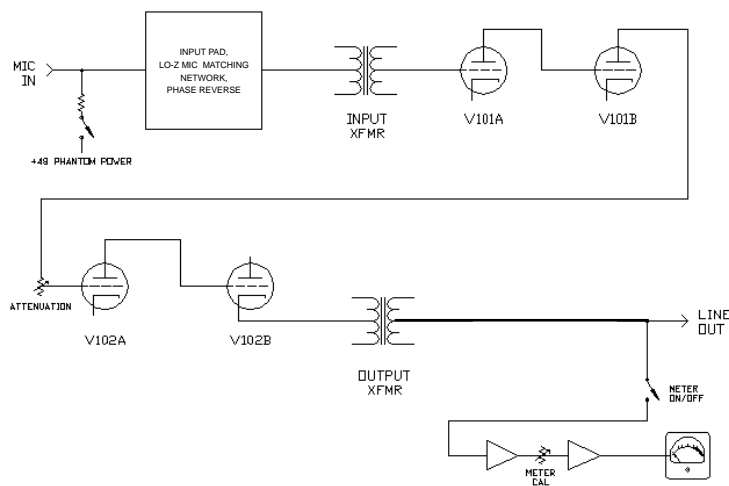 MIC
IN
INPUT PAD,
LO-Z MIC MATCHING
NETWORK,
PHASE REVERSE
+48 PHANTOM POWER
INPUT
XFMR
V101A
V101B
ATTENUATION
V102A
V102B
OUTPUT
XFMR
LINE
OUT
METER
ON/OFF
METER
CAL